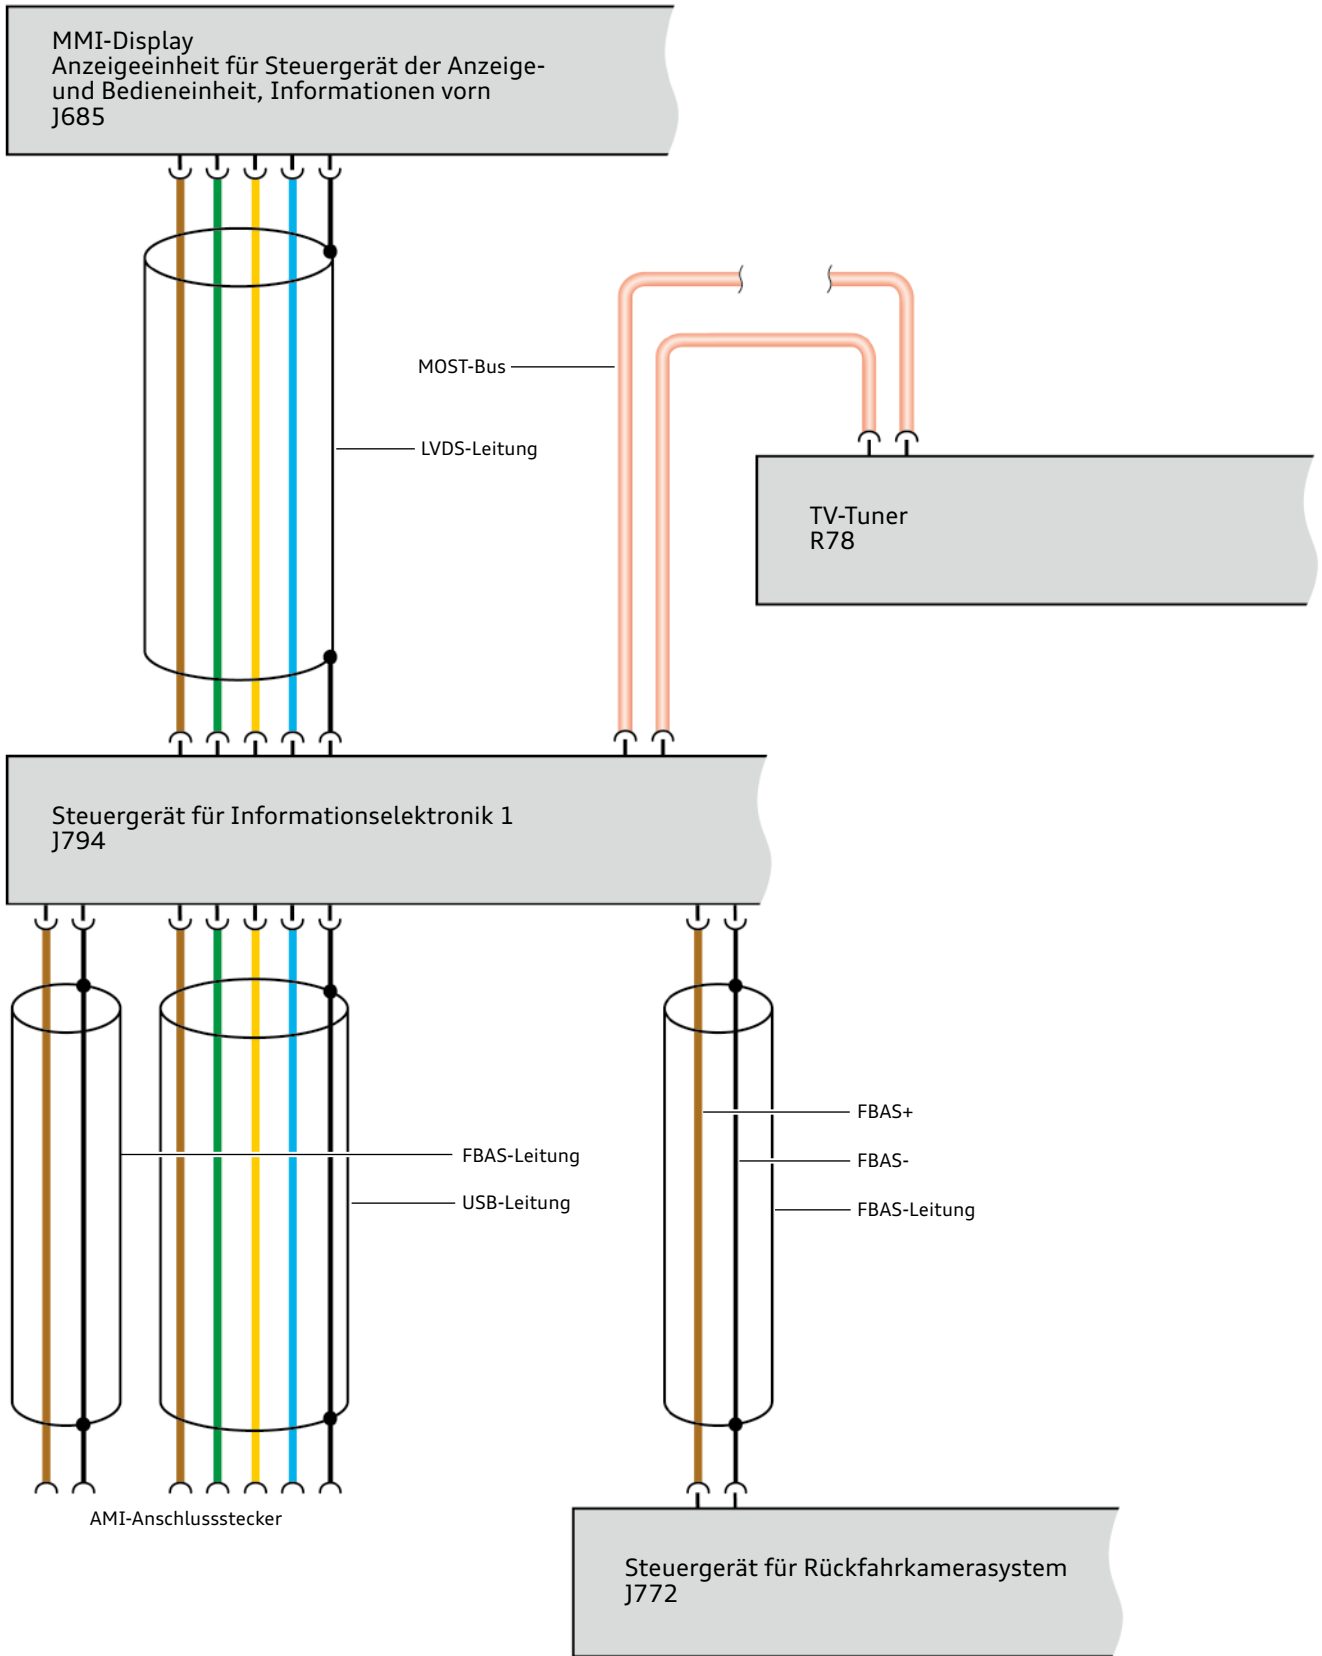 MMI-Display
Anzeigeeinheit für Steuergerät der Anzeige-
und Bedieneinheit, Informationen vorn
J685
MOST-Bus
LVDS-Leitung
TV-Tuner
R78
Steuergerät für Informationselektronik 1
J794
FBAS+
FBAS-Leitung
FBAS-
USB-Leitung
FBAS-Leitung
AMI-Anschlussstecker
Steuergerät für Rückfahrkamerasystem
J772